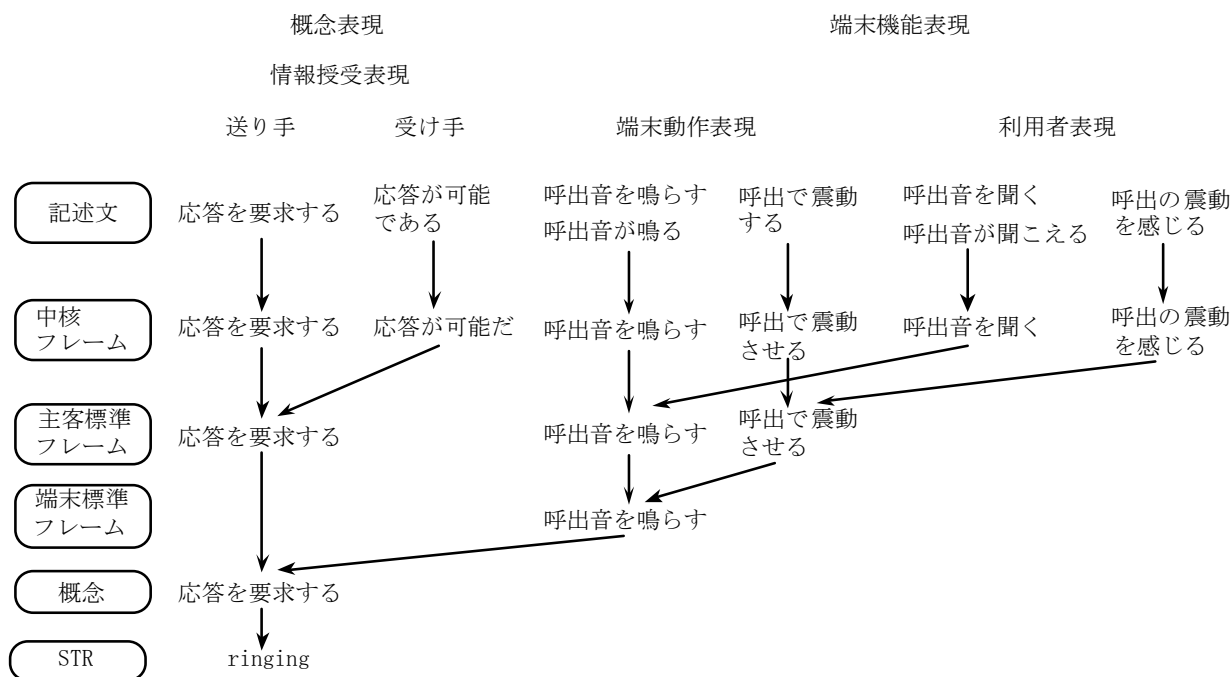 概念表現
端末機能表現
情報授受表現
送り手
受け手
端末動作表現
利用者表現
記述文
応答を要求する
応答が可能
である
呼出音を鳴らす
呼出音が鳴る
呼出で震動
する
呼出音を聞く
呼出音が聞こえる
呼出の震動
を感じる
中核
フレーム
応答を要求する
応答が可能だ
呼出音を鳴らす
呼出で震動
させる
呼出音を聞く
呼出の震動
を感じる
主客標準
フレーム
応答を要求する
呼出音を鳴らす
呼出で震動
させる
端末標準
フレーム
呼出音を鳴らす
概念
応答を要求する
STR
ringing